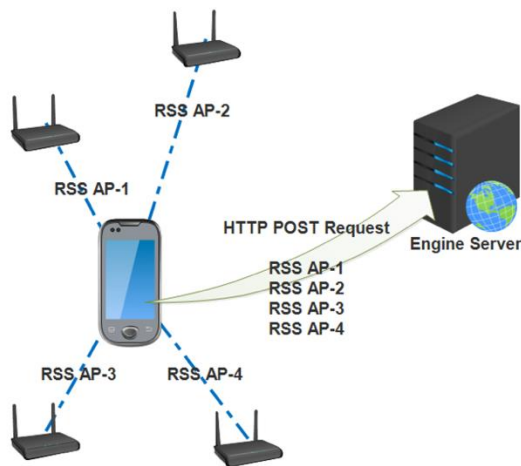 RSS AP-2
RSS AP-1
HTTP POST Request
Engine Server
RSS AP-1
RSS AP-2
RSS AP-3
RSS AP-4
RSS AP-3
RSS AP-4